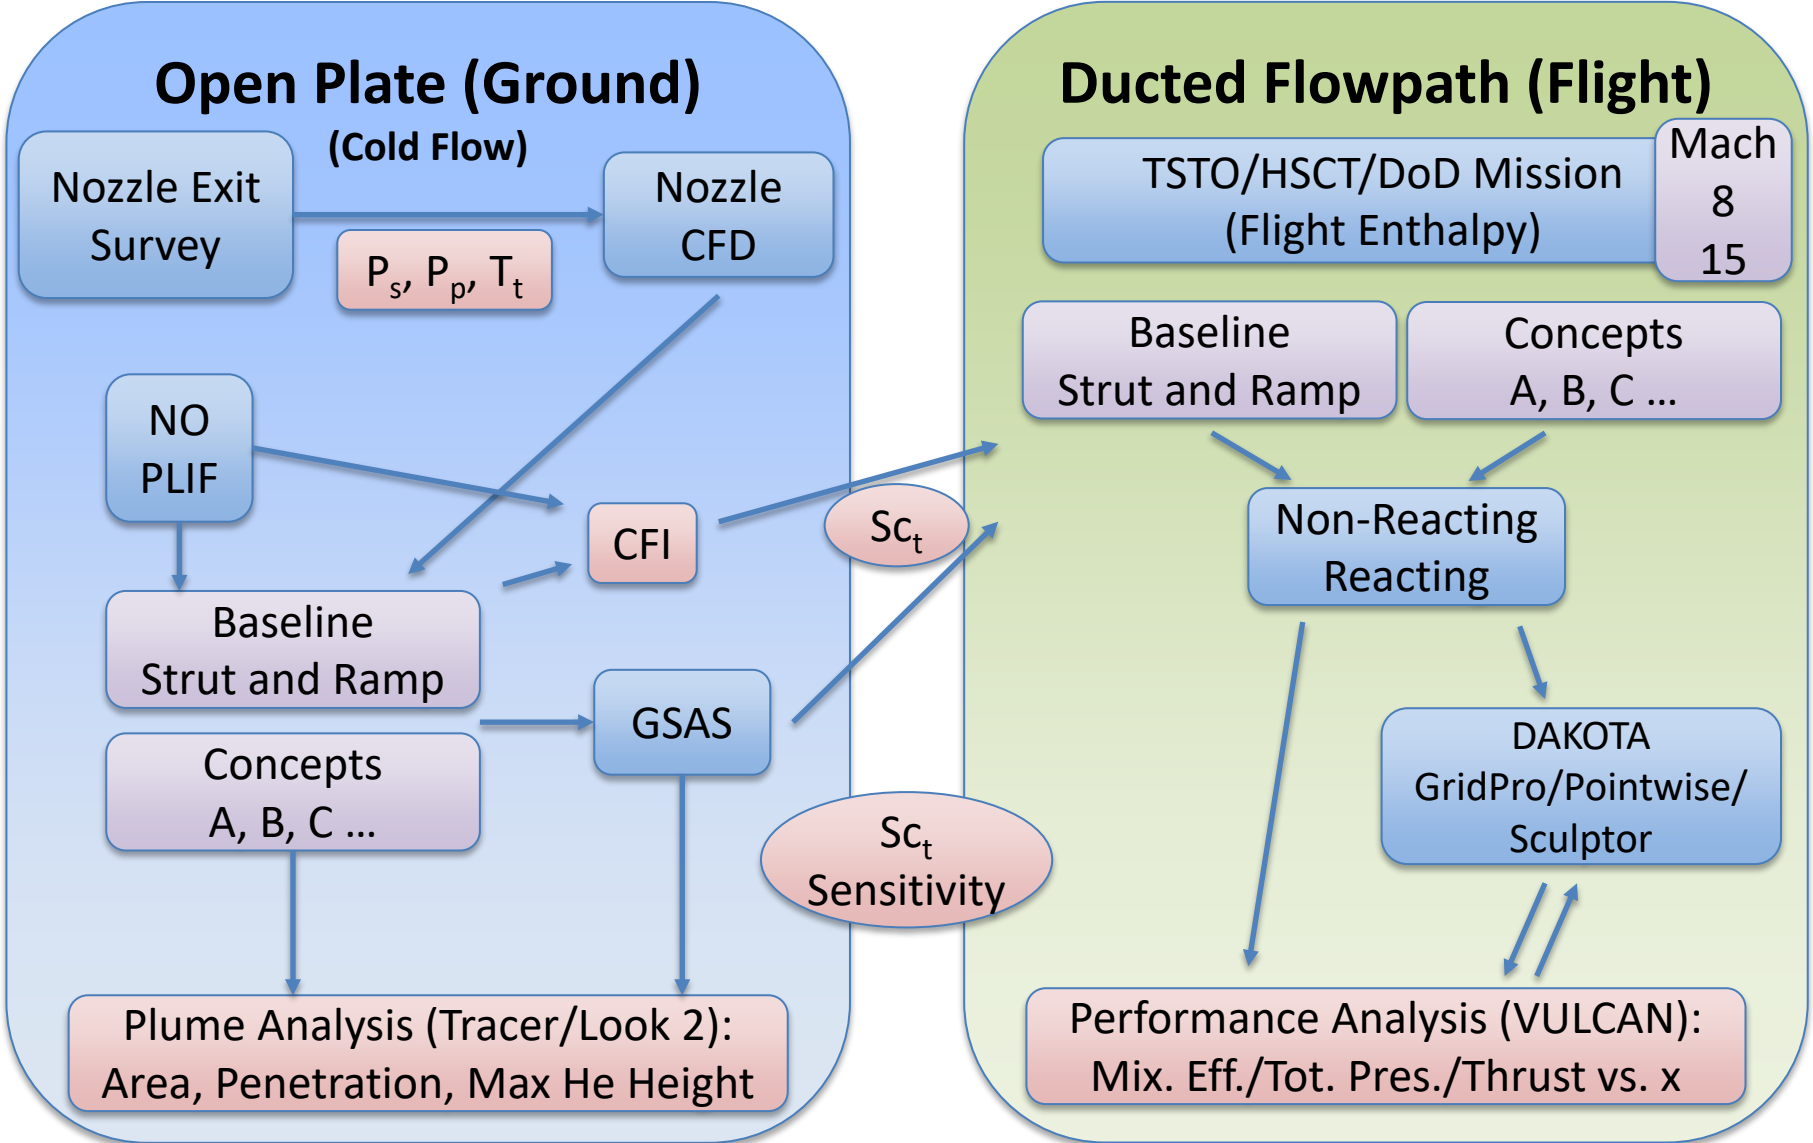 Open Plate (Ground)
(Cold Flow)
Nozzle Exit
Survey
Nozzle
CFD
Pₛ, Pₚ, Tₜ
NO
PLIF
CFI
Baseline
Strut and Ramp
GSAS
Concepts
A, B, C ...
Plume Analysis (Tracer/Look 2):
Area, Penetration, Max He Height
Scₜ
Scₜ
Sensitivity
Ducted Flowpath (Flight)
TSTO/HSCT/DoD Mission
(Flight Enthalpy)
Mach
8
15
Baseline
Strut and Ramp
Concepts
A, B, C ...
Non-Reacting
Reacting
DAKOTA
GridPro/Pointwise/
Sculptor
Performance Analysis (VULCAN):
Mix. Eff./Tot. Pres./Thrust vs. x